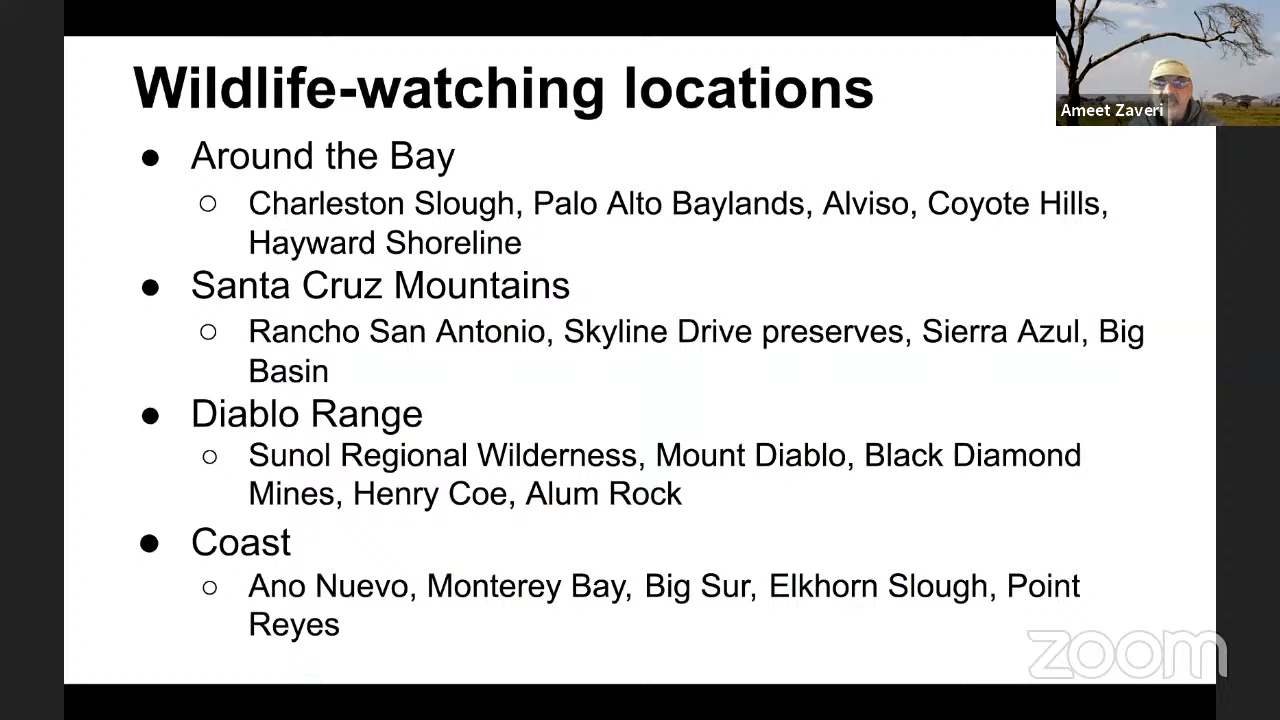 Wildlife-watching locations
Ameet Zaveri
● Around the Bay
○ Charleston Slough, Palo Alto Baylands, Alviso, Coyote Hills,
Hayward Shoreline
● Santa Cruz Mountains
○ Rancho San Antonio, Skyline Drive preserves, Sierra Azul, Big
Basin
● Diablo Range
○ Sunol Regional Wilderness, Mount Diablo, Black Diamond
Mines, Henry Coe, Alum Rock
● Coast
○ Ano Nuevo, Monterey Bay, Big Sur, Elkhorn Slough, Point
Reyes
zoom